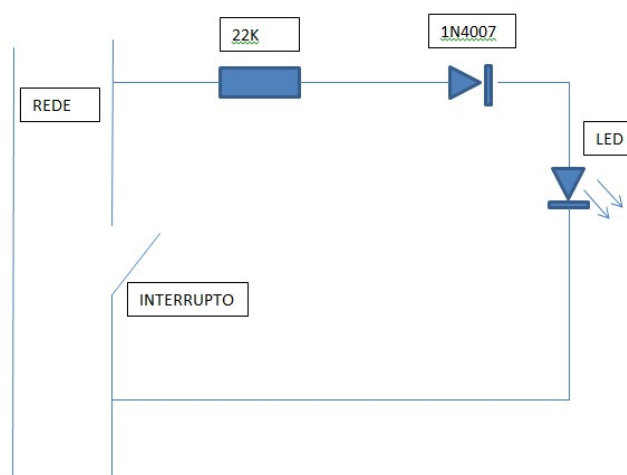 22K
1N4007
REDE
LED
INTERRUPTO